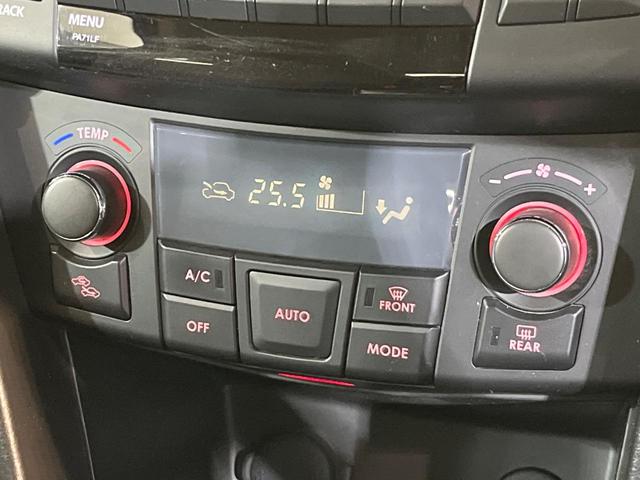 RACK
MENU
PA71LF
TEMP
- +
25.5
A/C
AUTO
FRONT
OFF
MODE
REAR